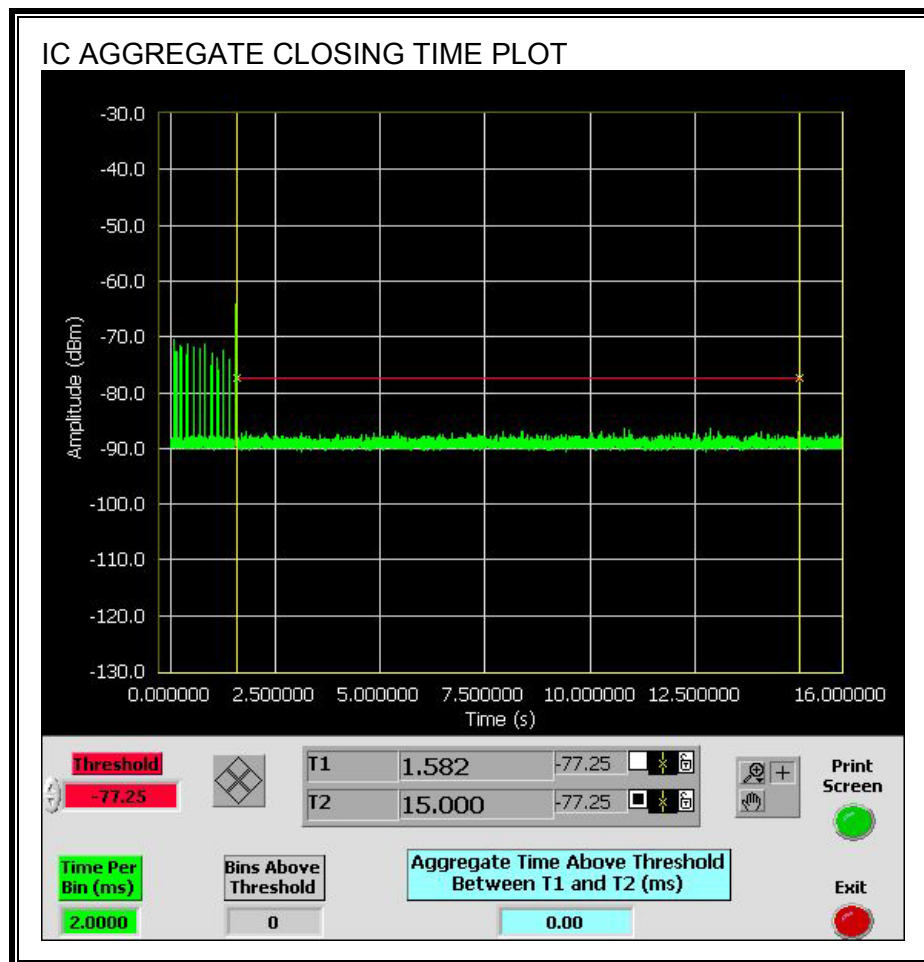 IC AGGREGATE CLOSING TIME PLOT
-30.0
-40.0
-50.0
-60.0
-70.0
-80.0
-90.0
-100.0
-110.0
-120.0
-130.0
Amplitude (dBm)
0.000000 2.500000 5.000000 7.500000 10.000000 12.500000 16.000000
Time (s)
Threshold
-77.25
T1 1.582 -77.25
T2 15.000 -77.25
Print
Screen
Time Per
Bin (ms)
2.0000
Bins Above
Threshold
0
Aggregate Time Above Threshold
Between T1 and T2 (ms)
0.00
Exit